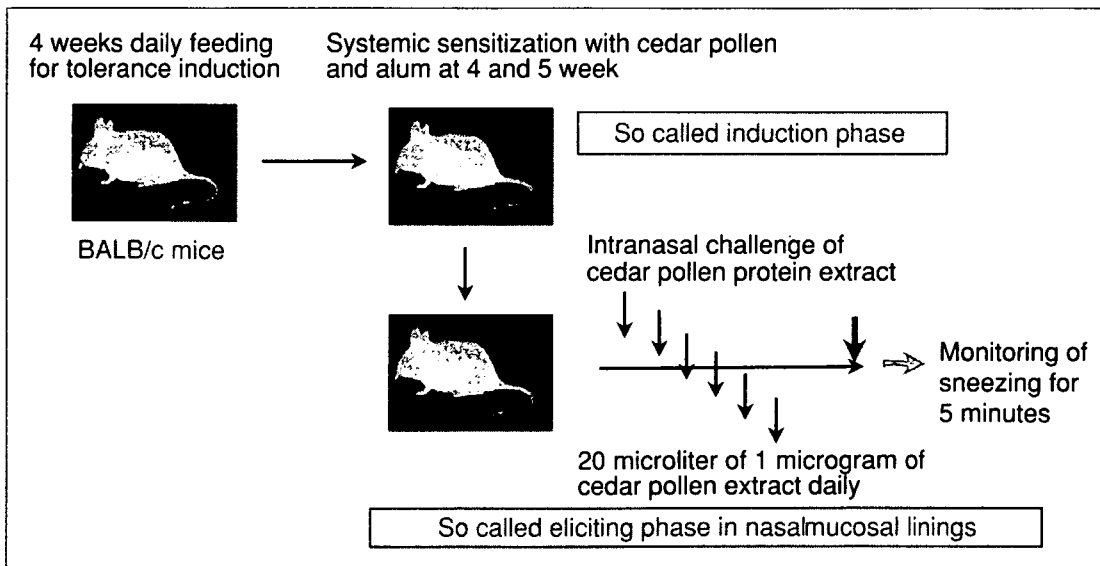 4 weeks daily feeding
for tolerance induction
BALB/c mice
Systemic sensitization with cedar pollen
and alum at 4 and 5 week
So called induction phase
Intranasal challenge of
cedar pollen protein extract
Monitoring of
sneezing for
5 minutes
20 microliter of 1 microgram of
cedar pollen extract daily
So called eliciting phase in nasalmucosal linings